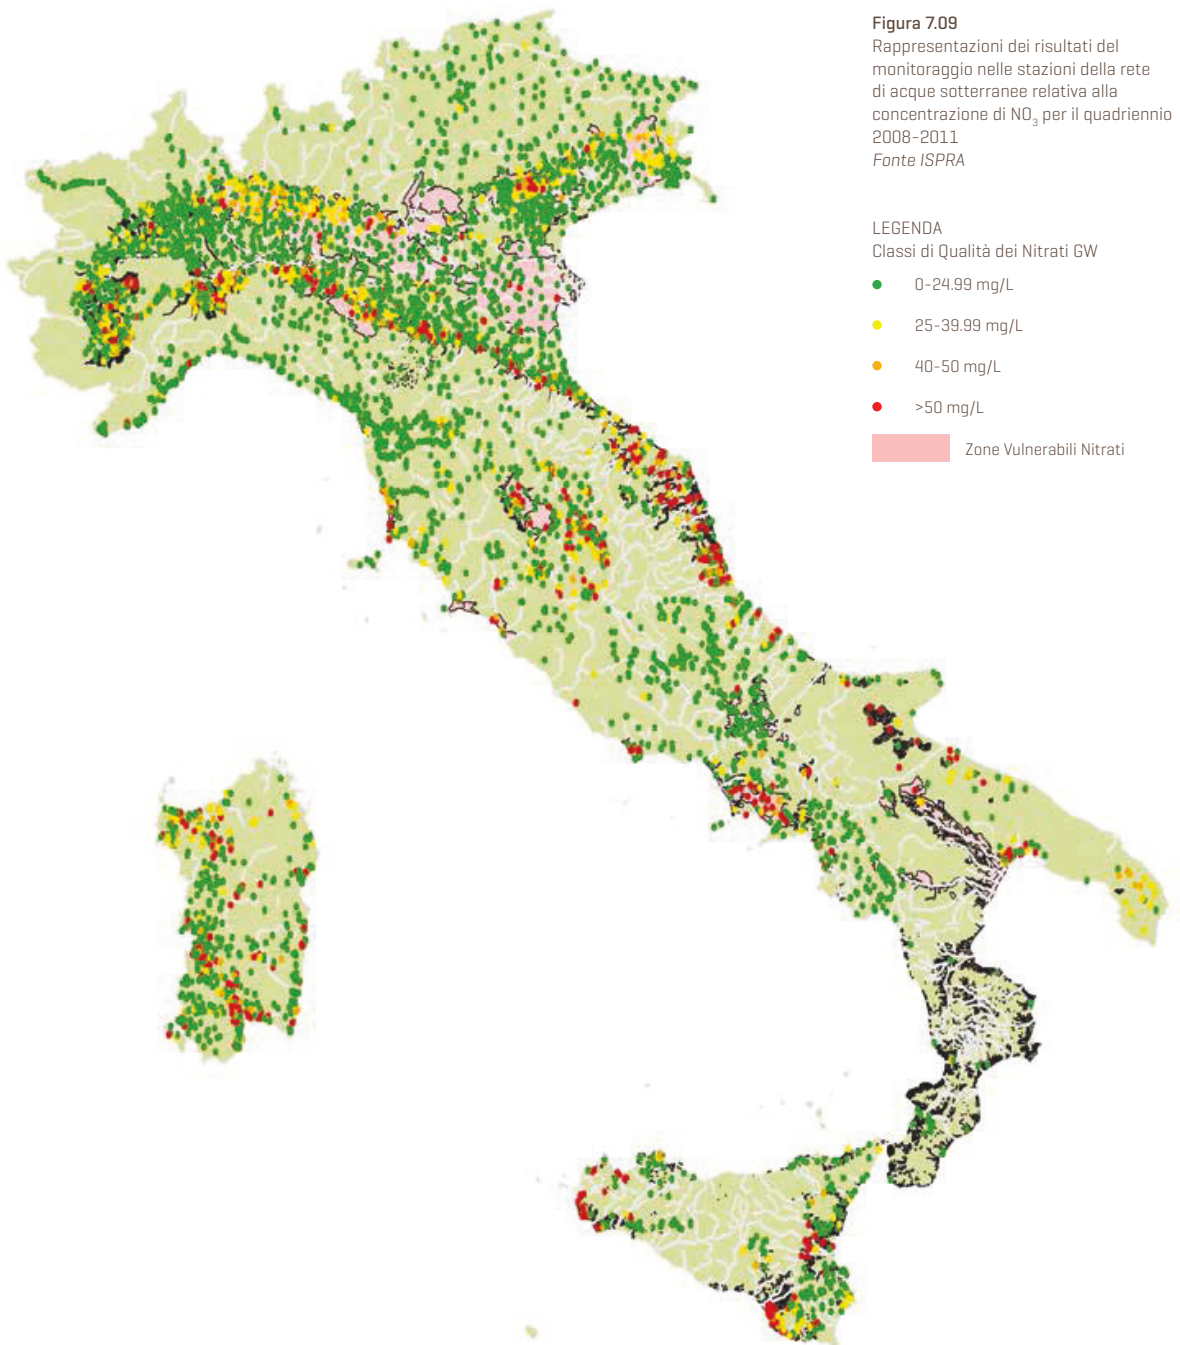 Figura 7.09
Rappresentazioni dei risultati del
monitoraggio nelle stazioni della rete
di acque sotterranee relativa alla
concentrazione di NO₃ per il quadriennio
2008-2011
Fonte ISPRA
LEGENDA
Classi di Qualità dei Nitrati GW
0-24.99 mg/L
25-39.99 mg/L
40-50 mg/L
>50 mg/L
Zone Vulnerabili Nitrati